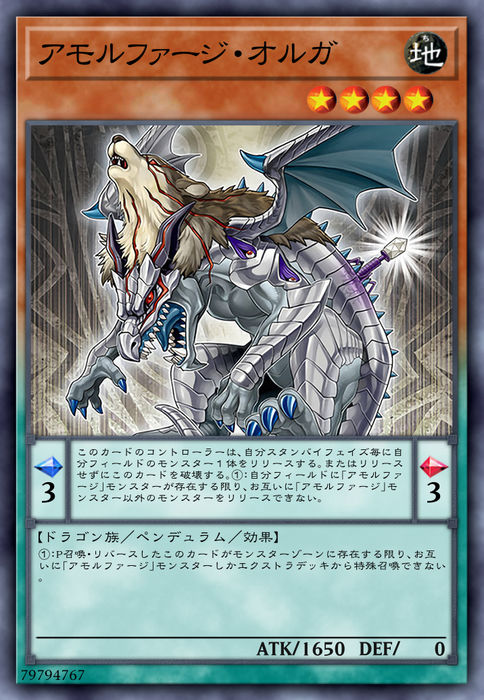 アモルファージ・オルガ
ち
地
このカードのコントローラーは、自分スタンバイフェイズ毎に自
分フィールドのモンスター1体をリリースする。またはリリース
せずにこのカードを破壊する。①：自分フィールドに「アモルファ
ージ」モンスターが存在する限り、お互いに「アモルファージ」モ
ンスター以外のモンスターをリリースできない。
3
3
【ドラゴン族／ペンデュラム／効果】
①：P召喚・リバースしたこのカードがモンスターゾーンに存在する限り、お互
いに「アモルファージ」モンスターしかエクストラデッキから特殊召喚できない
。
ATK/1650 DEF/ 0
79794767